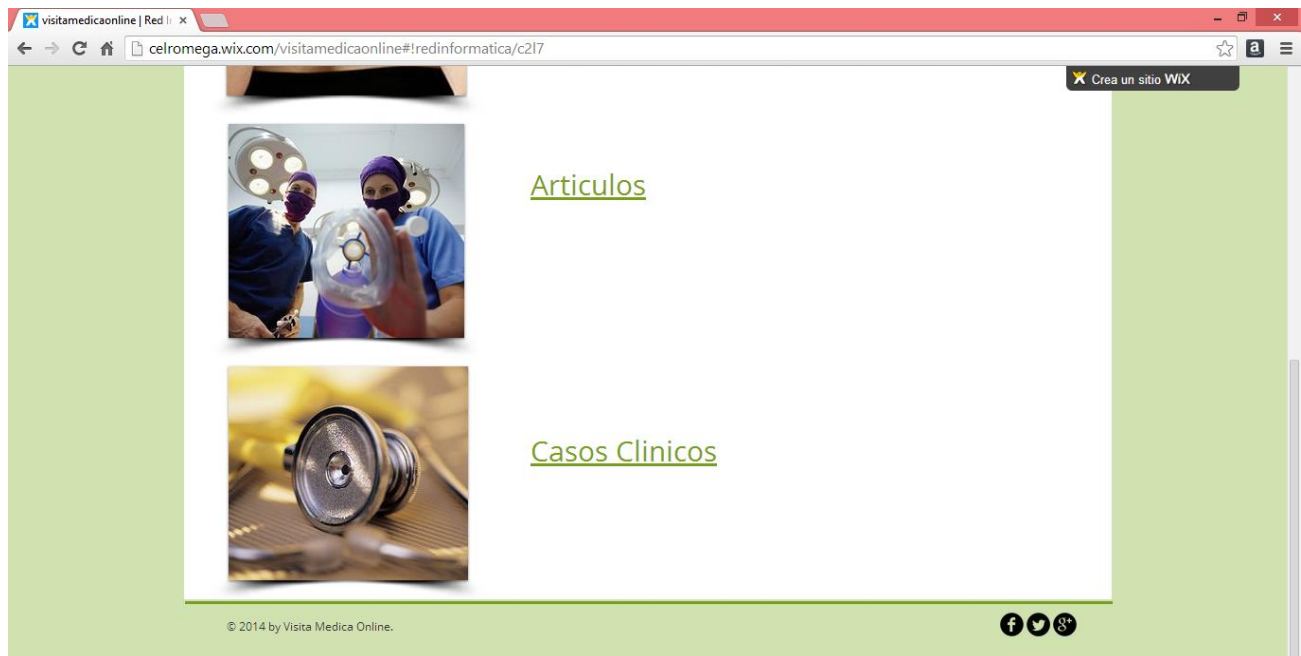 visitamedicaonline | Red I
celromega.wix.com/visitamedicaonline#!redinformatica/c2l7
Crea un sitio WiX
Articulos
Casos Clinicos
© 2014 by Visita Medica Online.